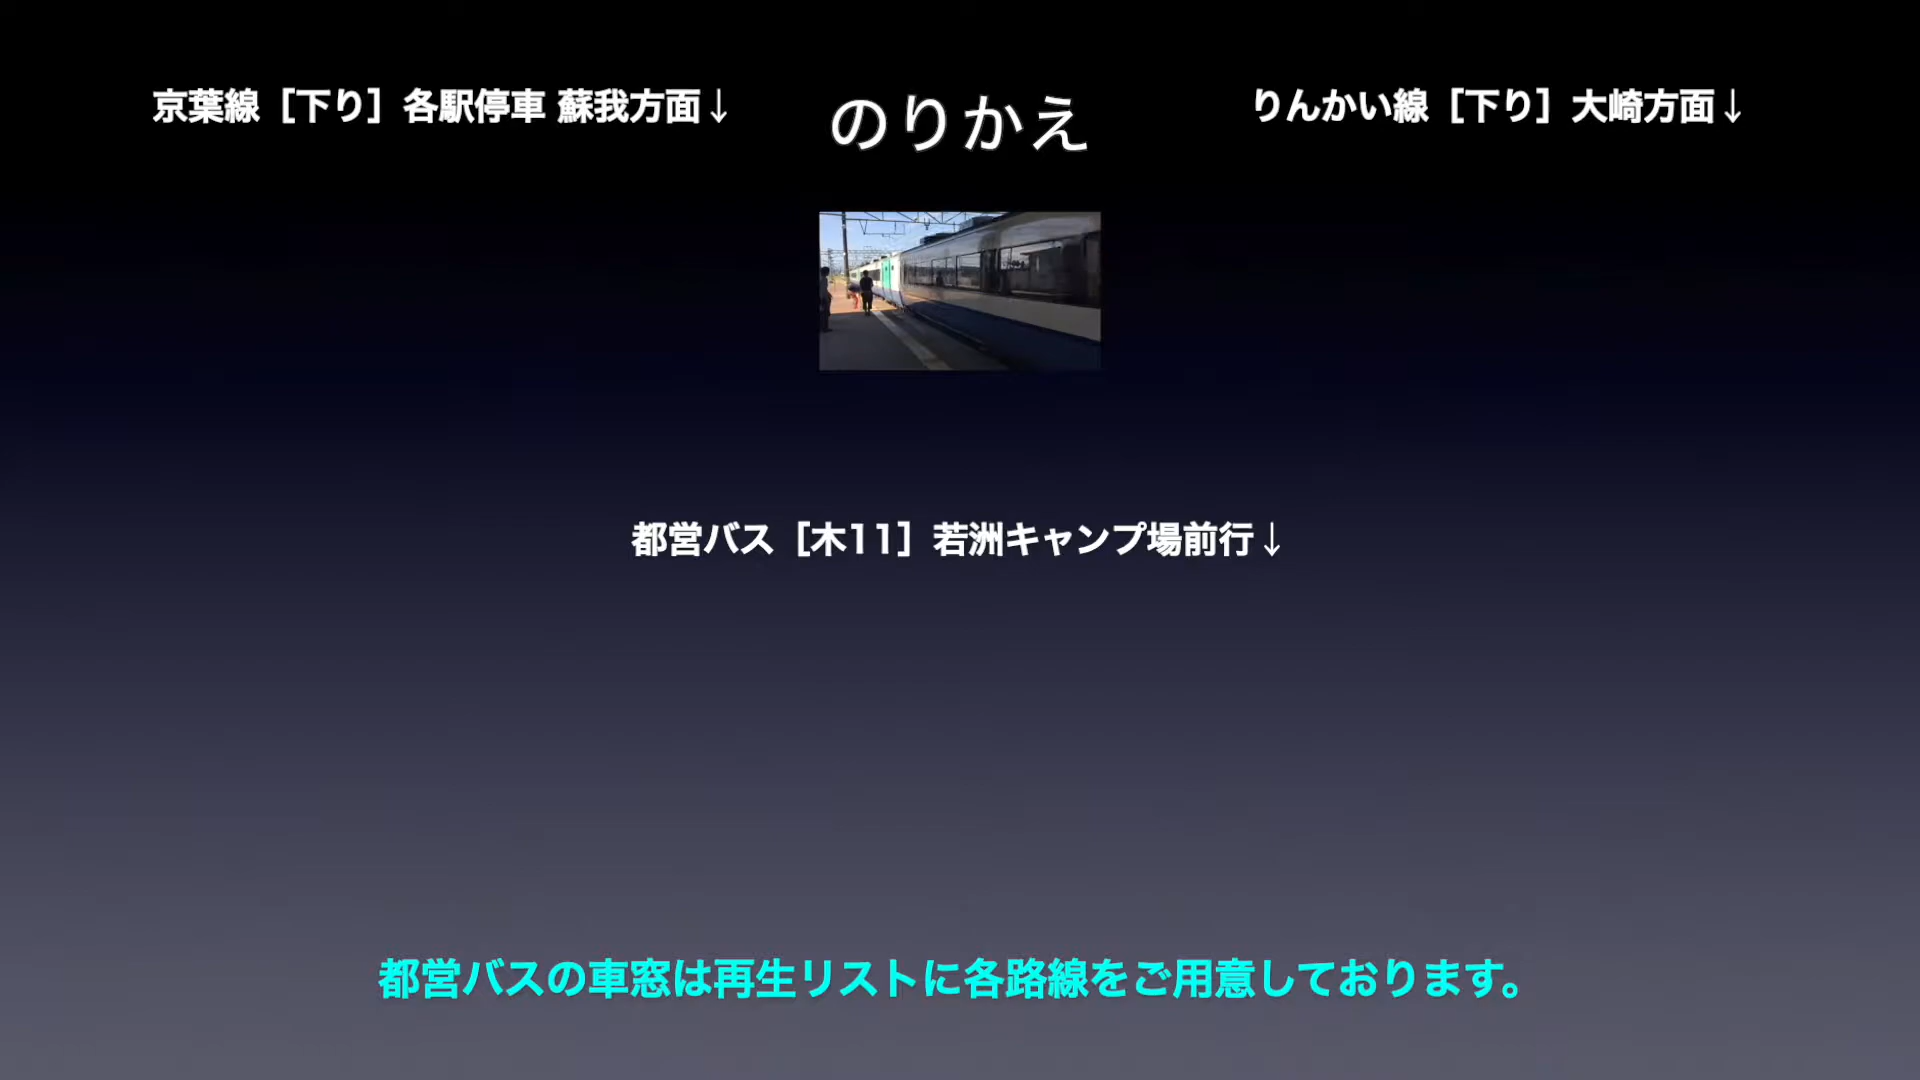 京葉線［下り］各駅停車 蘇我方面↓
のりかえ
りんかい線［下り］大崎方面↓
都営バス［木11］若洲キャンプ場前行↓
都営バスの車窓は再生リストに各路線をご用意しております。